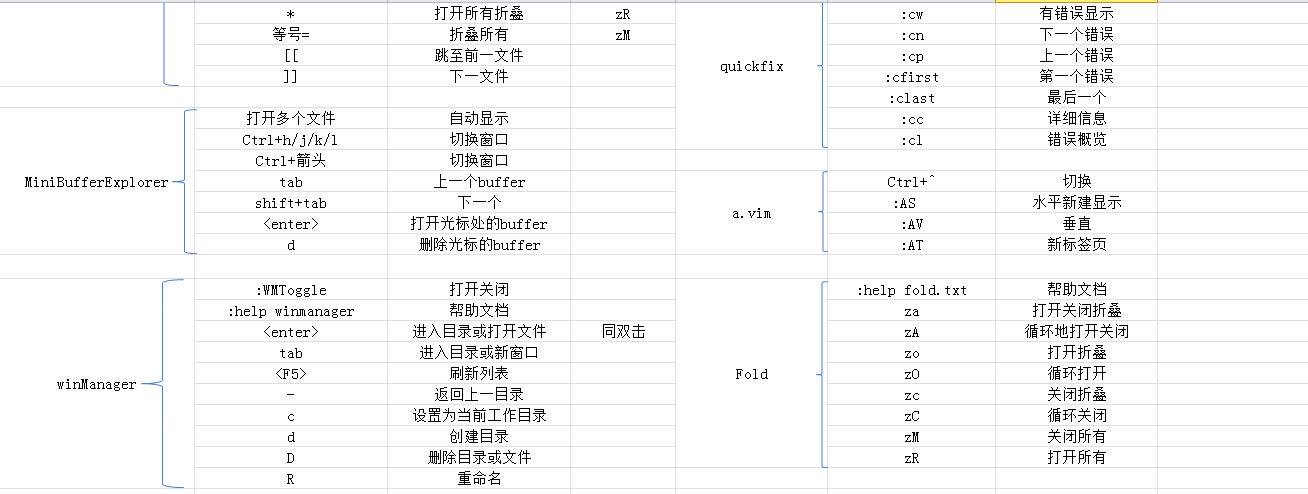 * 打开所有折叠 zR
等号= 折叠所有 zM
[[ 跳至前一文件
]] 下一文件
MiniBufferExplorer
打开多个文件 自动显示
Ctrl+h/j/k/l 切换窗口
Ctrl+箭头 切换窗口
tab 上一个buffer
shift+tab 下一个
<enter> 打开光标处的buffer
d 删除光标的buffer
winManager
:WMToggle 打开关闭
:help winmanager 帮助文档
<enter> 进入目录或打开文件 同双击
tab 进入目录或新窗口
<F5> 刷新列表
- 返回上一目录
c 设置为当前工作目录
d 创建目录
D 删除目录或文件
R 重命名
quickfix
:cw 有错误显示
:cn 下一个错误
:cp 上一个错误
:cfirst 第一个错误
:clast 最后一个
:cc 详细信息
:cl 错误概览
a.vim
Ctrl+^ 切换
:AS 水平新建显示
:AV 垂直
:AT 新标签页
Fold
:help fold.txt 帮助文档
za 打开关闭折叠
zA 循环地打开关闭
zo 打开折叠
zO 循环打开
zc 关闭折叠
zC 循环关闭
zM 关闭所有
zR 打开所有